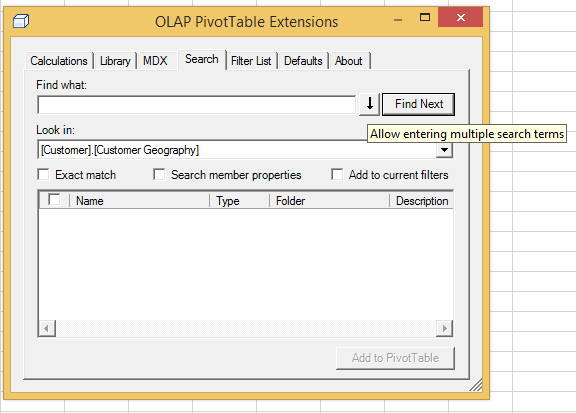 OLAP PivotTable Extensions
Calculations Library MDX Search Filter List Defaults About
Find what:
Find Next
Allow entering multiple search terms
Look in:
[Customer].[Customer Geography]
Exact match Search member properties Add to current filters
Name Type Folder Description
Add to PivotTable